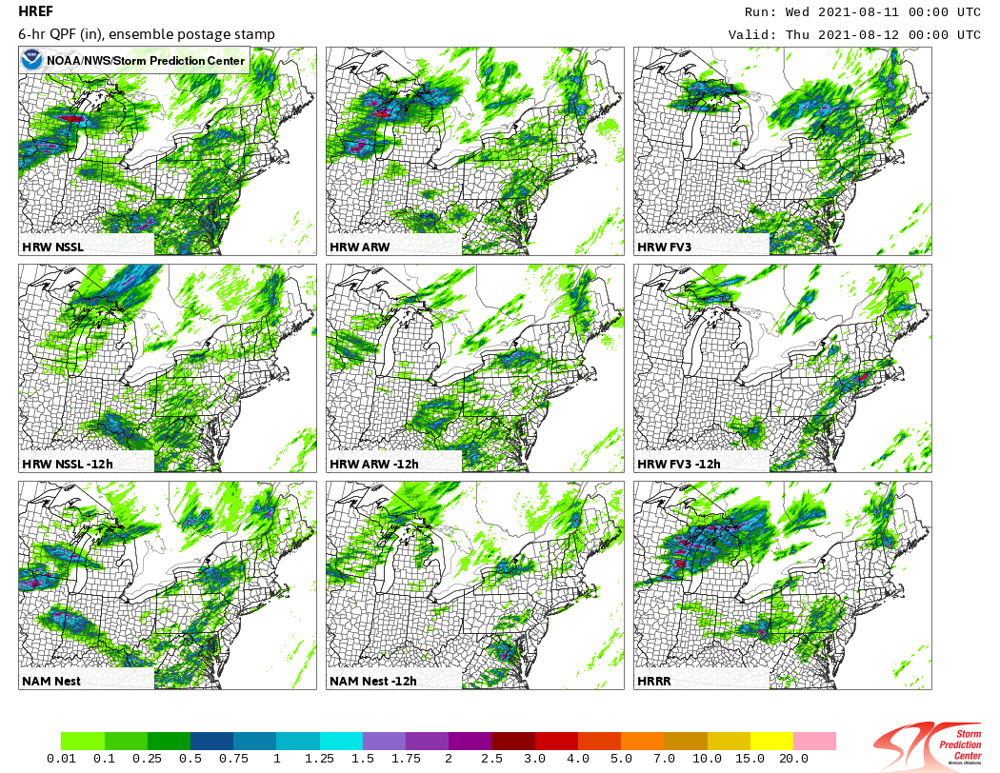 HREF
Run: Wed 2021-08-11 00:00 UTC
6-hr QPF (in), ensemble postage stamp
Valid: Thu 2021-08-12 00:00 UTC
NOAA/NWS/Storm Prediction Center
HRW NSSL
HRW ARW
HRW FV3
HRW NSSL -12h
HRW ARW -12h
HRW FV3 -12h
NAM Nest
NAM Nest -12h
HRRR
0.01 0.1 0.25 0.5 0.75 1 1.25 1.5 1.75 2 2.5 3.0 4.0 5.0 7.0 10.0 15.0 20.0
Storm
Prediction
Center
Norman, Oklahoma